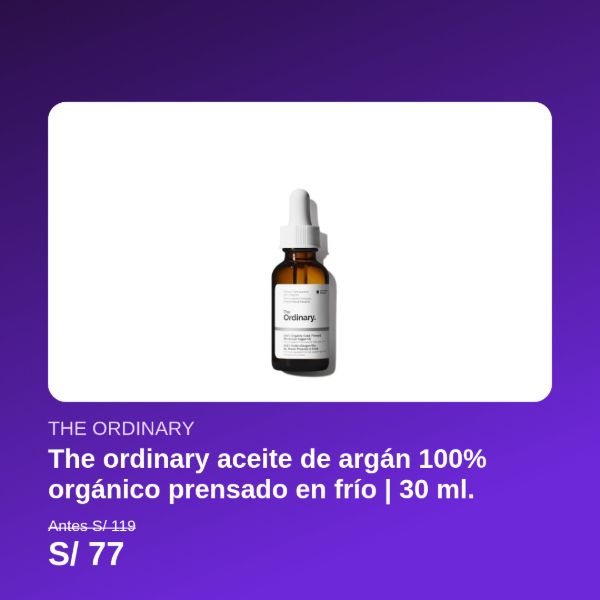 The
Ordinary.
THE ORDINARY
The ordinary aceite de argán 100%
orgánico prensado en frío | 30 ml.
Antes S/ 119
S/ 77